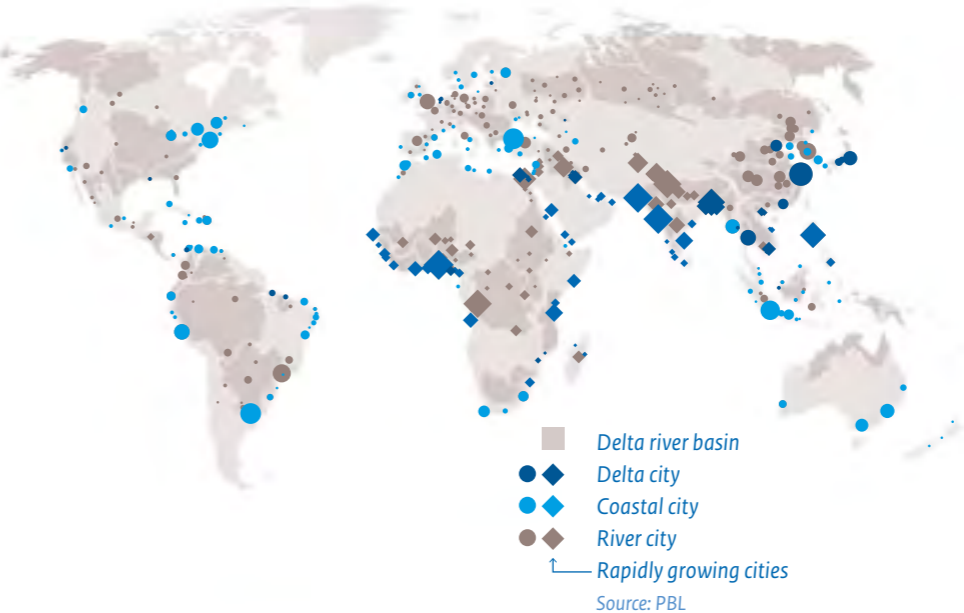 Delta river basin
Delta city
Coastal city
River city
Rapidly growing cities
Source: PBL